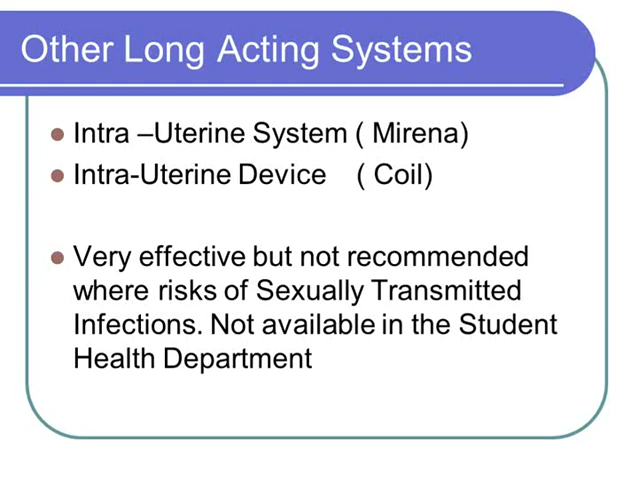 Other Long Acting Systems
Intra –Uterine System ( Mirena)
Intra-Uterine Device ( Coil)
Very effective but not recommended
where risks of Sexually Transmitted
Infections. Not available in the Student
Health Department